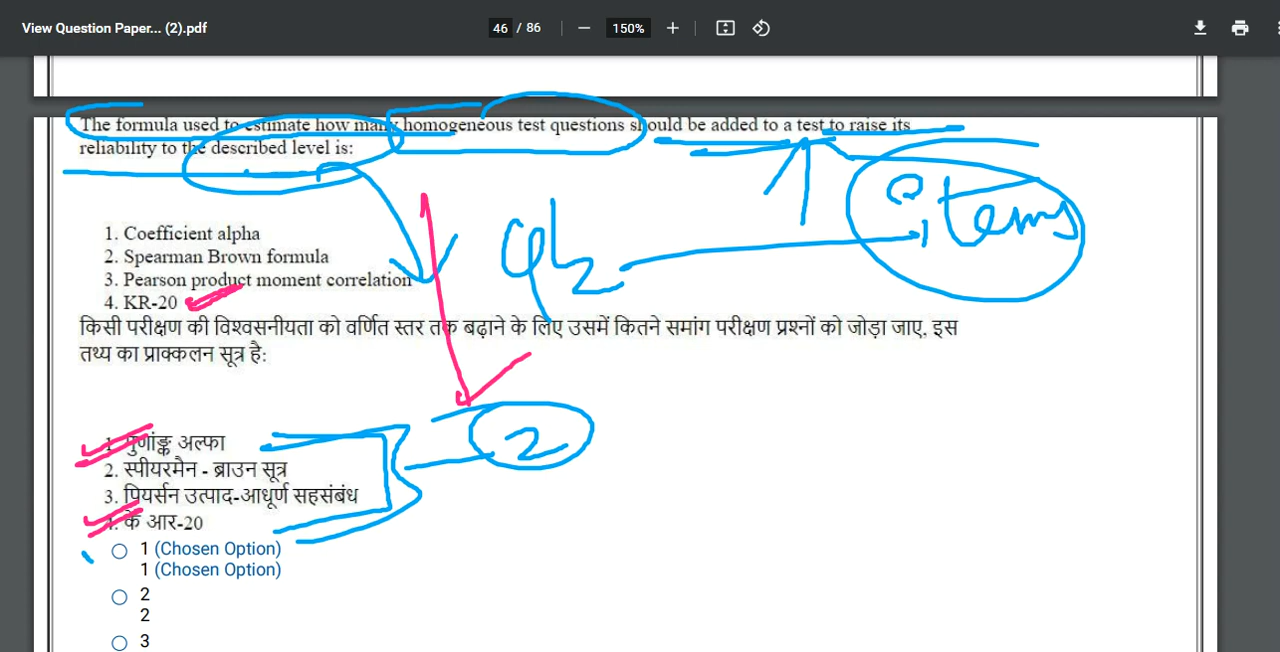 View Question Paper... (2).pdf
46 / 86
150%
The formula used to estimate how many homogeneous test questions should be added to a test to raise its
reliability to the described level is:
items
1. Coefficient alpha
2. Spearman Brown formula
3. Pearson product moment correlation
4. KR-20
किसी परीक्षण की विश्वसनीयता को वर्णित स्तर तक बढ़ाने के लिए उसमें कितने समांग परीक्षण प्रश्नों को जोड़ा जाए, इस
तथ्य का प्राक्कलन सूत्र है:
1. गुणांङ्क अल्फा
2
2. स्पीयरमैन - ब्राउन सूत्र
3. पियर्सन उत्पाद-आधूर्ण सहसंबंध
4. के आर-20
1 (Chosen Option)
1 (Chosen Option)
2
2
3